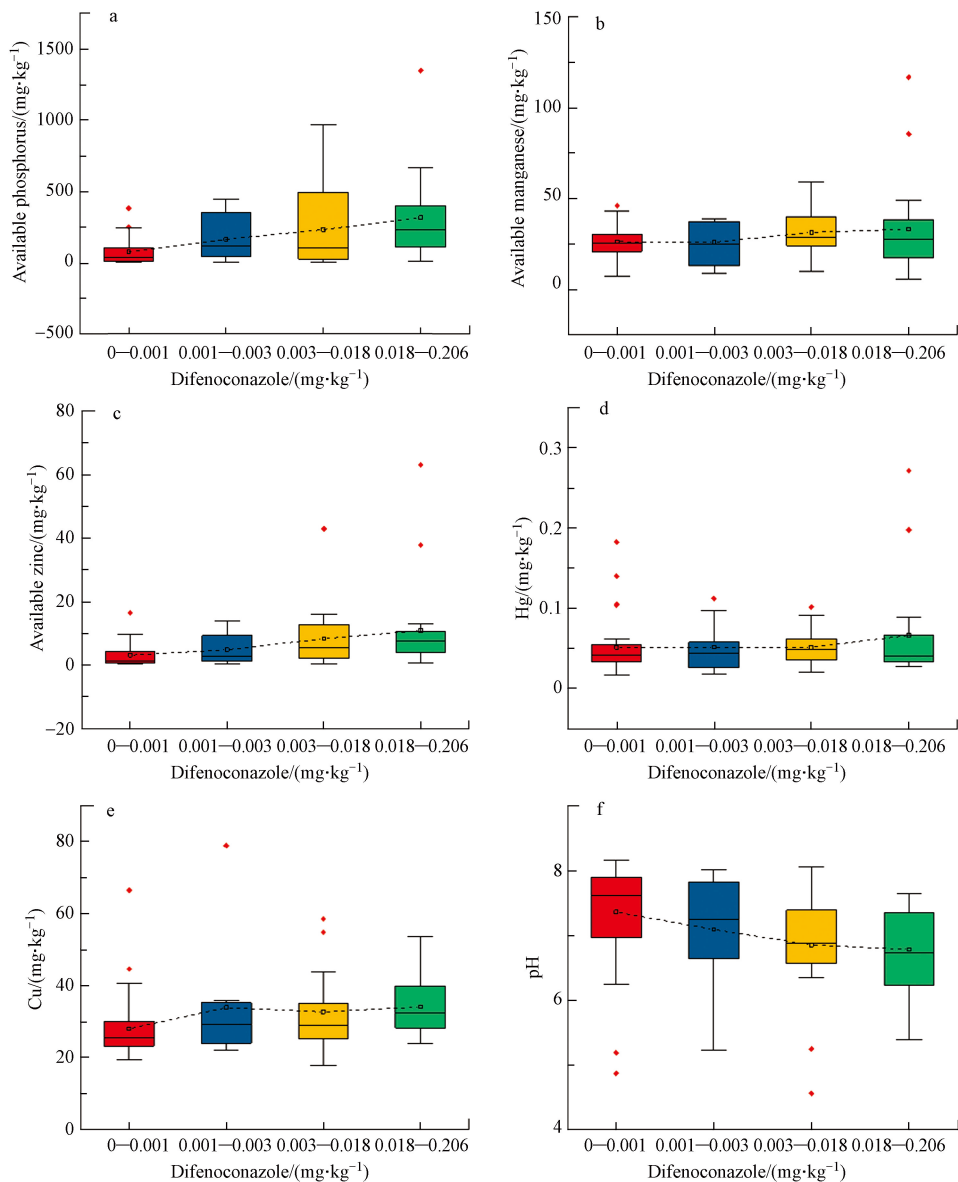 a
Available phosphorus/(mg·kg⁻¹)
1500
1000
500
0
−500
0—0.001 0.001—0.003 0.003—0.018 0.018—0.206
Difenoconazole/(mg·kg⁻¹)
b
Available manganese/(mg·kg⁻¹)
150
100
50
0
0—0.001 0.001—0.003 0.003—0.018 0.018—0.206
Difenoconazole/(mg·kg⁻¹)
c
Available zinc/(mg·kg⁻¹)
80
60
40
20
0
−20
0—0.001 0.001—0.003 0.003—0.018 0.018—0.206
Difenoconazole/(mg·kg⁻¹)
d
Hg/(mg·kg⁻¹)
0.3
0.2
0.1
0
0—0.001 0.001—0.003 0.003—0.018 0.018—0.206
Difenoconazole/(mg·kg⁻¹)
e
Cu/(mg·kg⁻¹)
80
60
40
20
0
0—0.001 0.001—0.003 0.003—0.018 0.018—0.206
Difenoconazole/(mg·kg⁻¹)
f
pH
8
6
4
0—0.001 0.001—0.003 0.003—0.018 0.018—0.206
Difenoconazole/(mg·kg⁻¹)